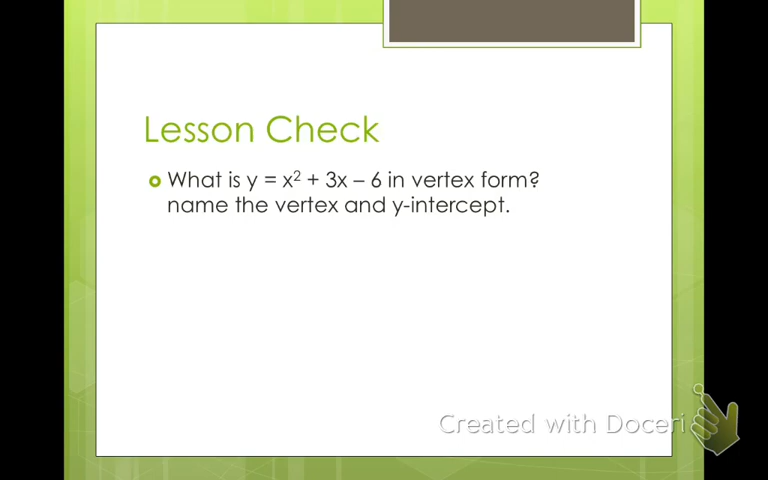 Lesson Check
What is y = x² + 3x – 6 in vertex form?
name the vertex and y-intercept.
Created with Doceri